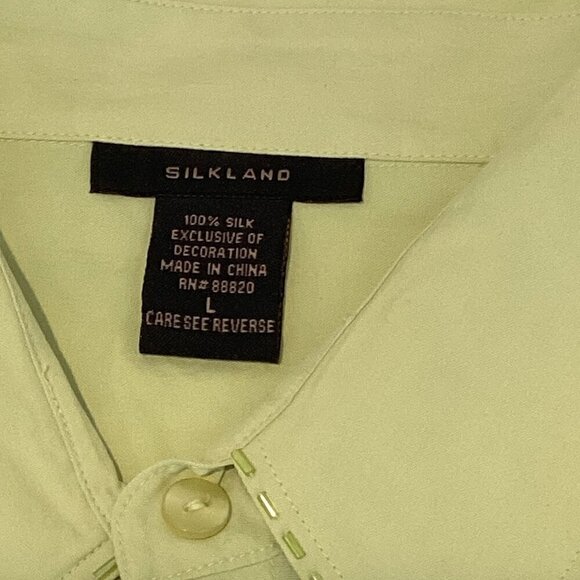 SILKLAND
100% SILK
EXCLUSIVE OF
DECORATION
MADE IN CHINA
RN# 88820
L
CARE SEE REVERSE